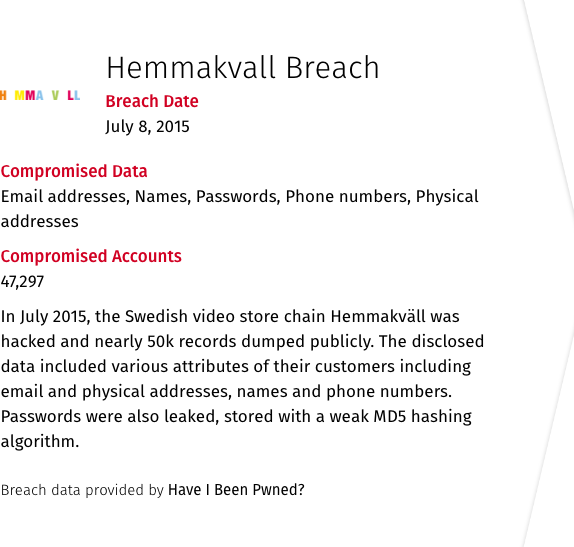 Hemmakvall Breach
H MMA V LL
Breach Date
July 8, 2015
Compromised Data
Email addresses, Names, Passwords, Phone numbers, Physical
addresses
Compromised Accounts
47,297
In July 2015, the Swedish video store chain Hemmakväll was
hacked and nearly 50k records dumped publicly. The disclosed
data included various attributes of their customers including
email and physical addresses, names and phone numbers.
Passwords were also leaked, stored with a weak MD5 hashing
algorithm.
Breach data provided by Have I Been Pwned?